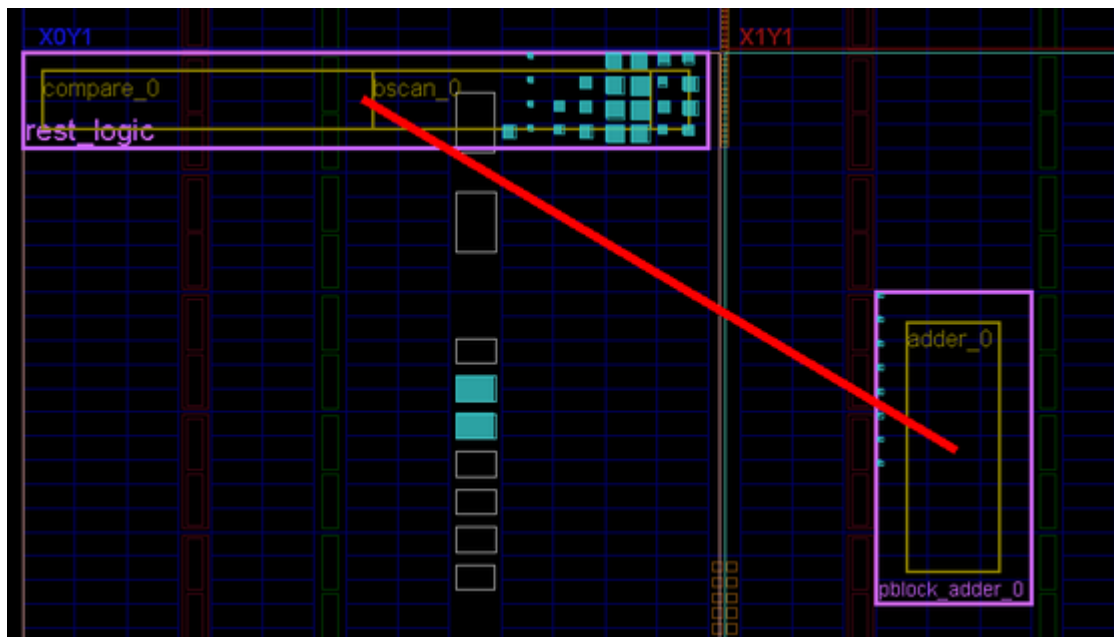 X0Y1
X1Y1
compare_0
bscan_0
rest_logic
adder_0
pblock_adder_0